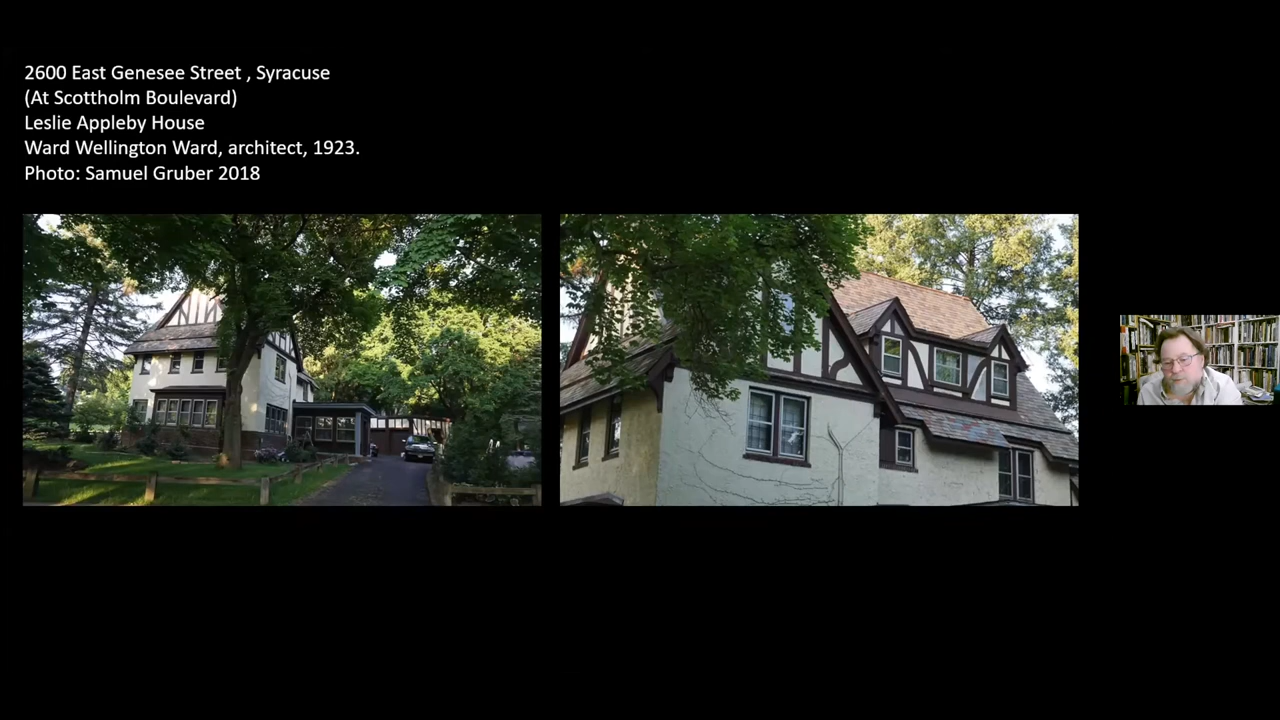 2600 East Genesee Street , Syracuse
(At Scottholm Boulevard)
Leslie Appleby House
Ward Wellington Ward, architect, 1923.
Photo: Samuel Gruber 2018